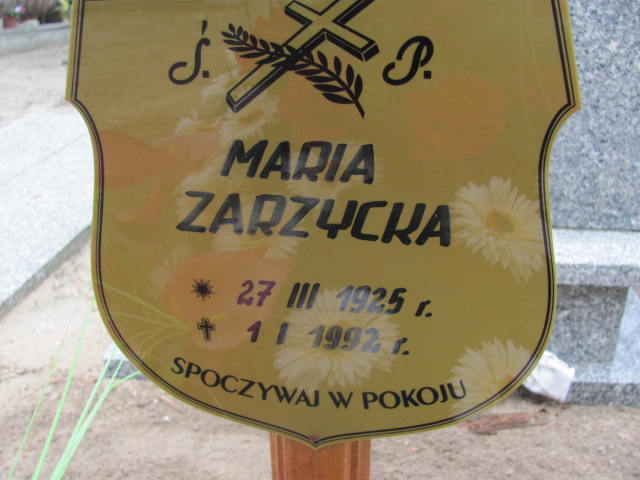 Ś. P.
MARIA
ZARZYCKA
27 III 1925 r.
1 I 1992 r.
SPOCZYWAJ W POKOJU